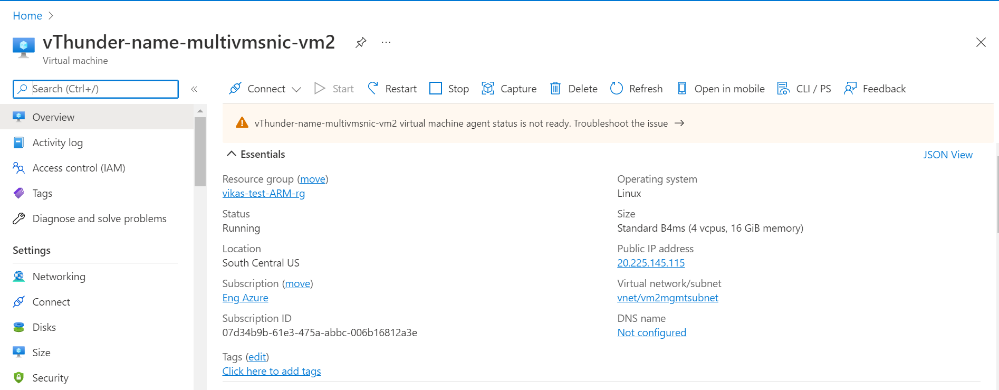 Home
vThunder-name-multivmsnic-vm2 ...
Virtual machine
Search (Ctrl+/) «
Connect Start Restart Stop Capture Delete Refresh Open in mobile CLI / PS Feedback
Overview
Activity log
Access control (IAM)
Tags
Diagnose and solve problems
Settings
Networking
Connect
Disks
Size
Security
vThunder-name-multivmsnic-vm2 virtual machine agent status is not ready. Troubleshoot the issue →
Essentials
JSON View
Resource group (move)
vikas-test-ARM-rg
Status
Running
Location
South Central US
Subscription (move)
Eng Azure
Subscription ID
07d34b9b-61e3-475a-abbc-006b16812a3e
Tags (edit)
Click here to add tags
Operating system
Linux
Size
Standard B4ms (4 vcpus, 16 GiB memory)
Public IP address
20.225.145.115
Virtual network/subnet
vnet/vm2mgmtsubnet
DNS name
Not configured